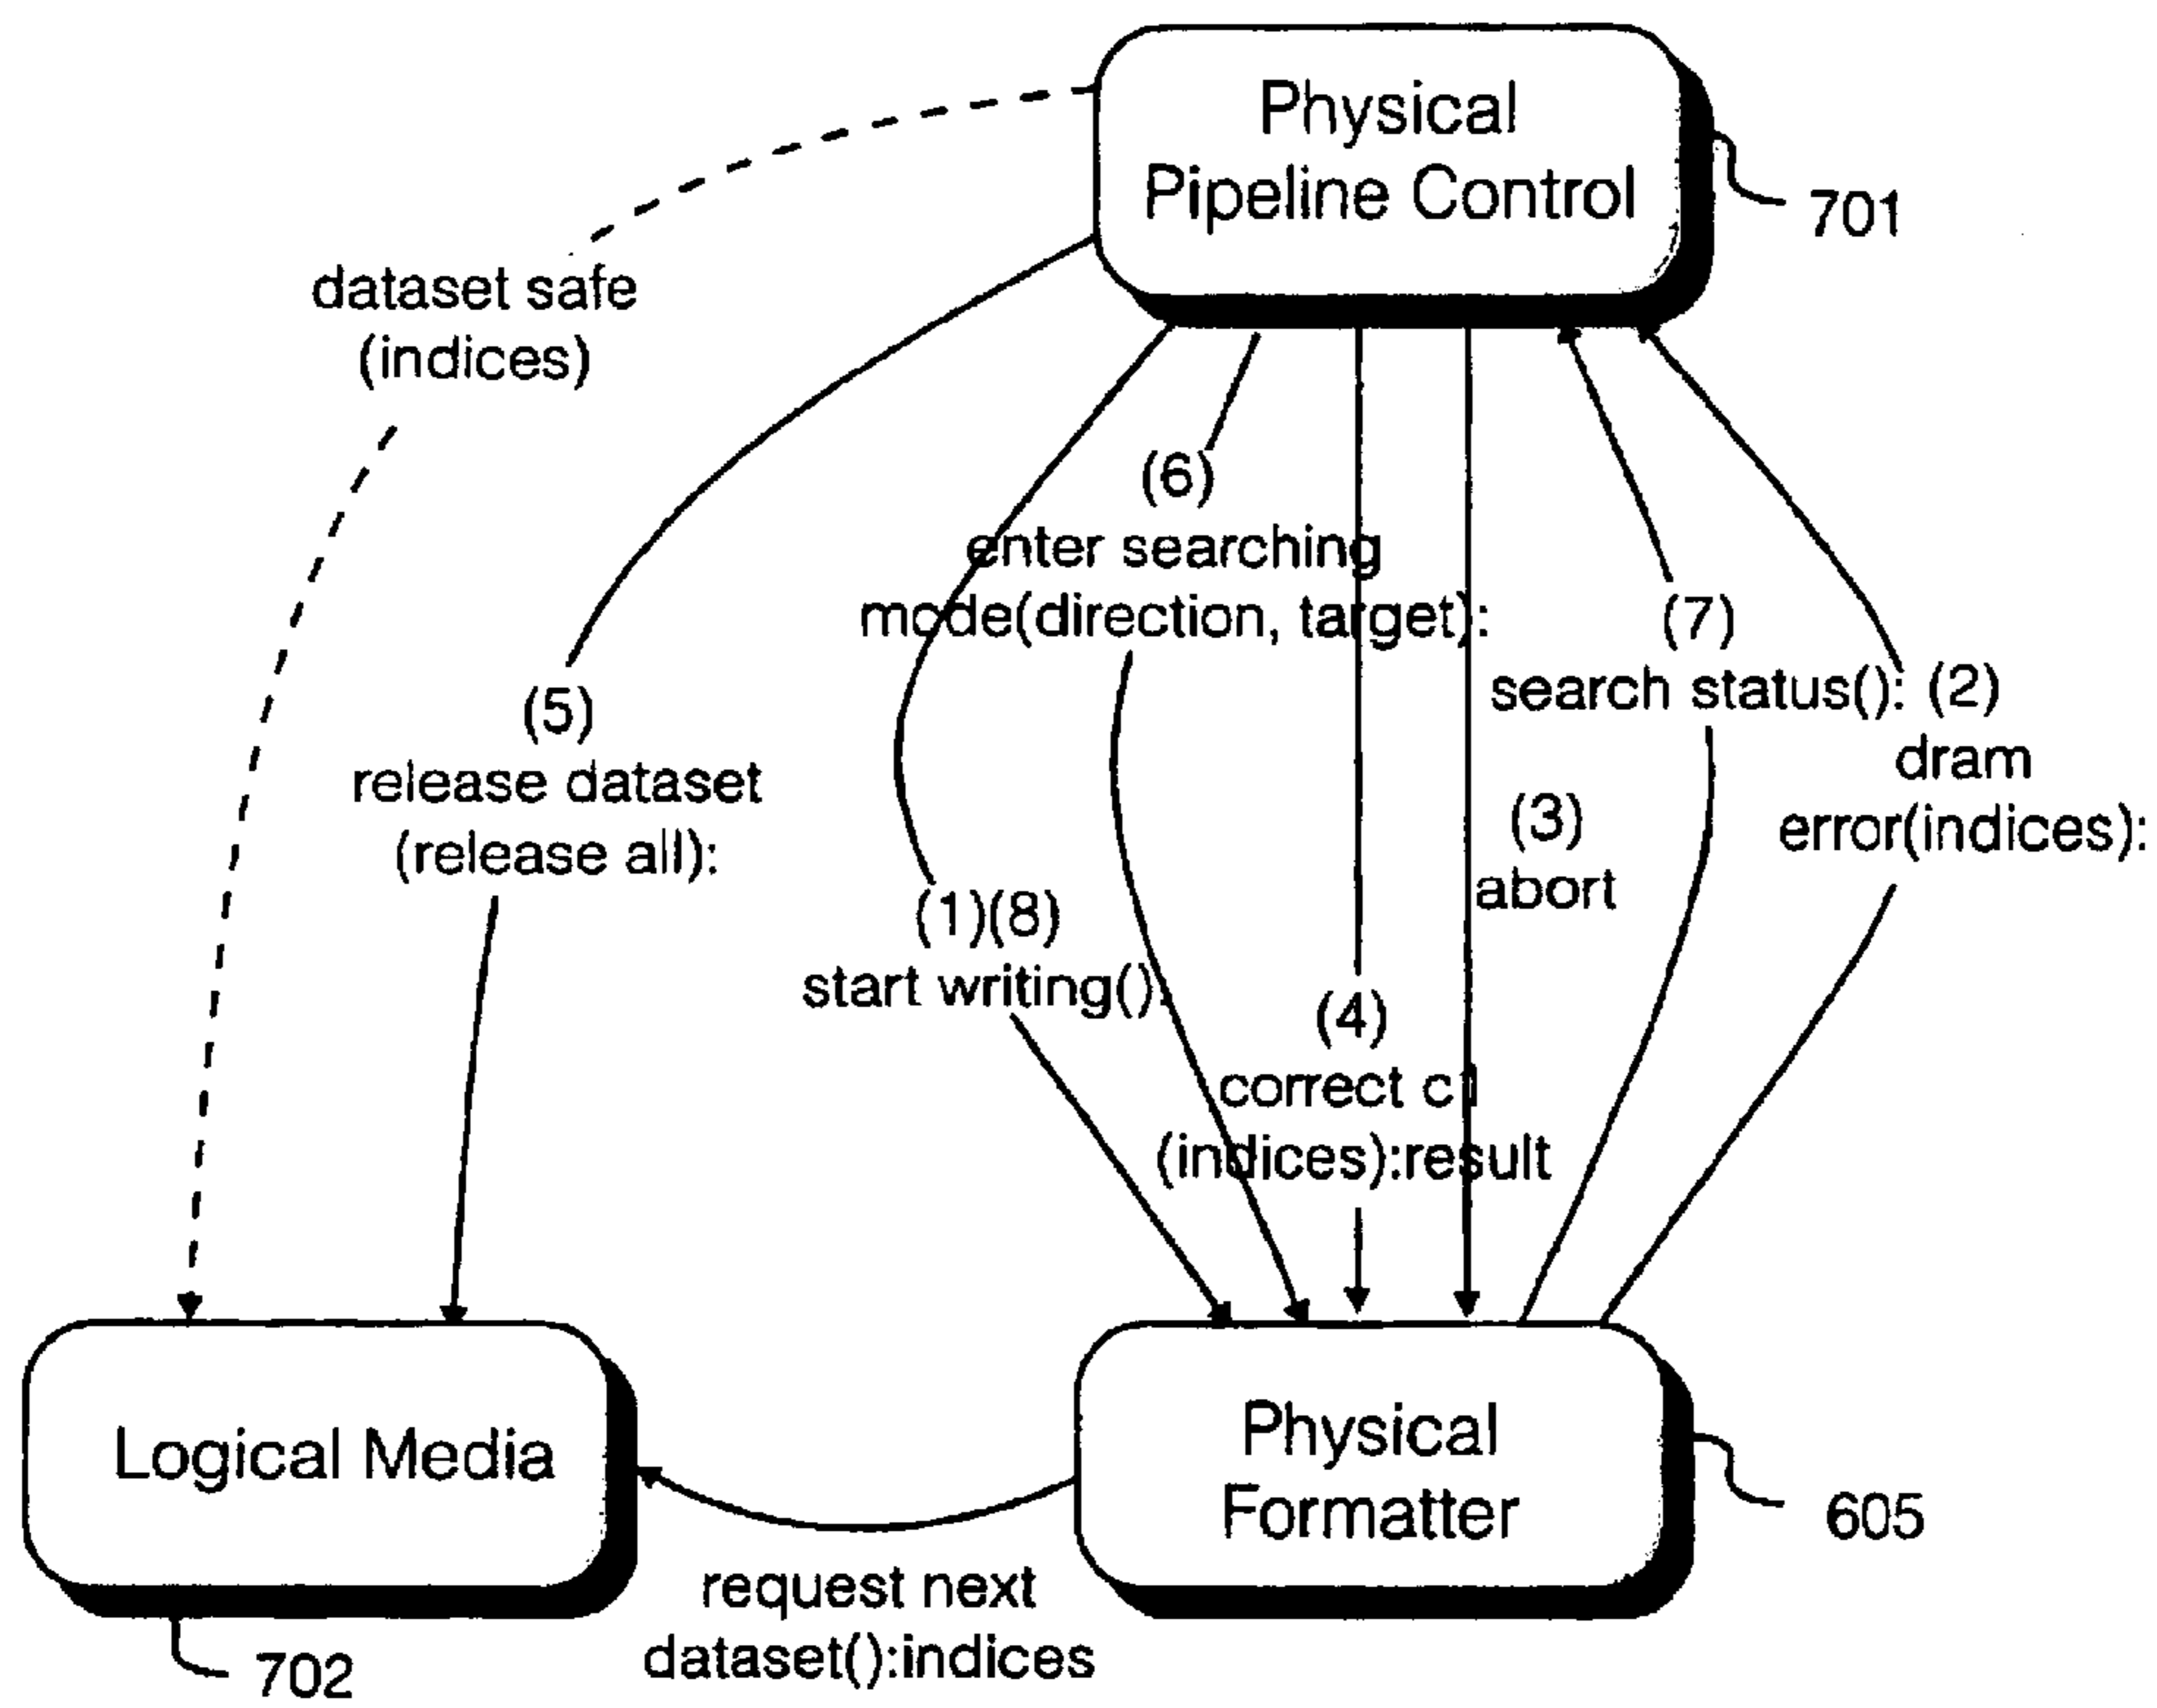 Physical
Pipeline Control
701
dataset safe
(indices)
(6)
enter searching
mode(direction, target):
(7)
search status():
(2)
dram
error(indices):
(5)
release dataset
(release all):
(3)
abort
(1)(8)
start writing():
(4)
correct c1
(indices):result
Logical Media
702
Physical
Formatter
605
request next
dataset():indices